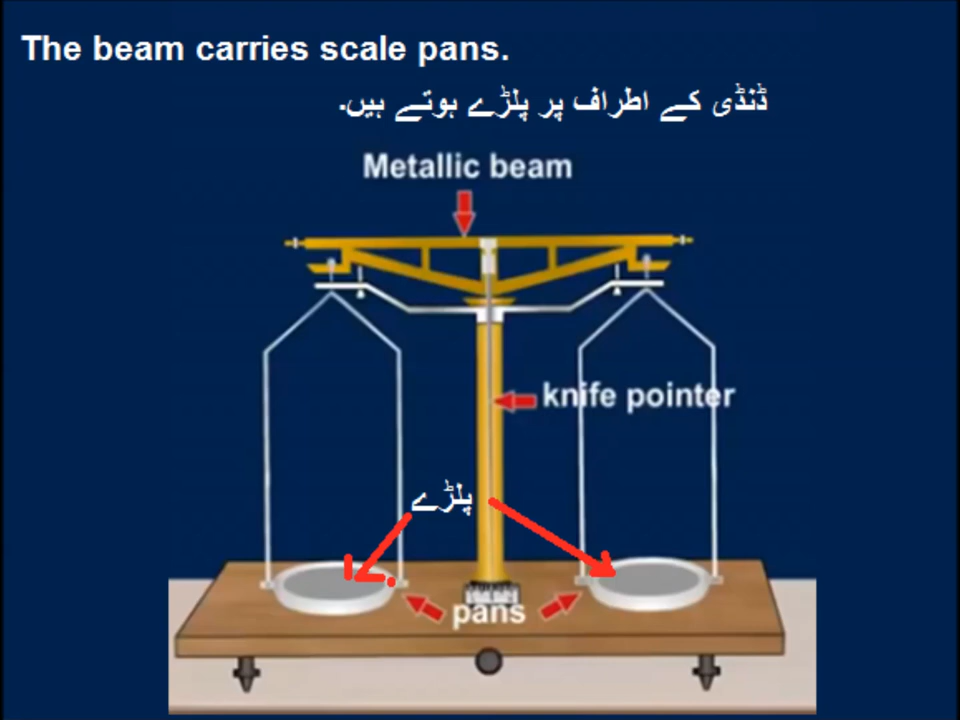 The beam carries scale pans.
ڈنڈی کے اطراف پر پلڑے ہوتے ہیں.
Metallic beam
knife pointer
پلڑے
pans